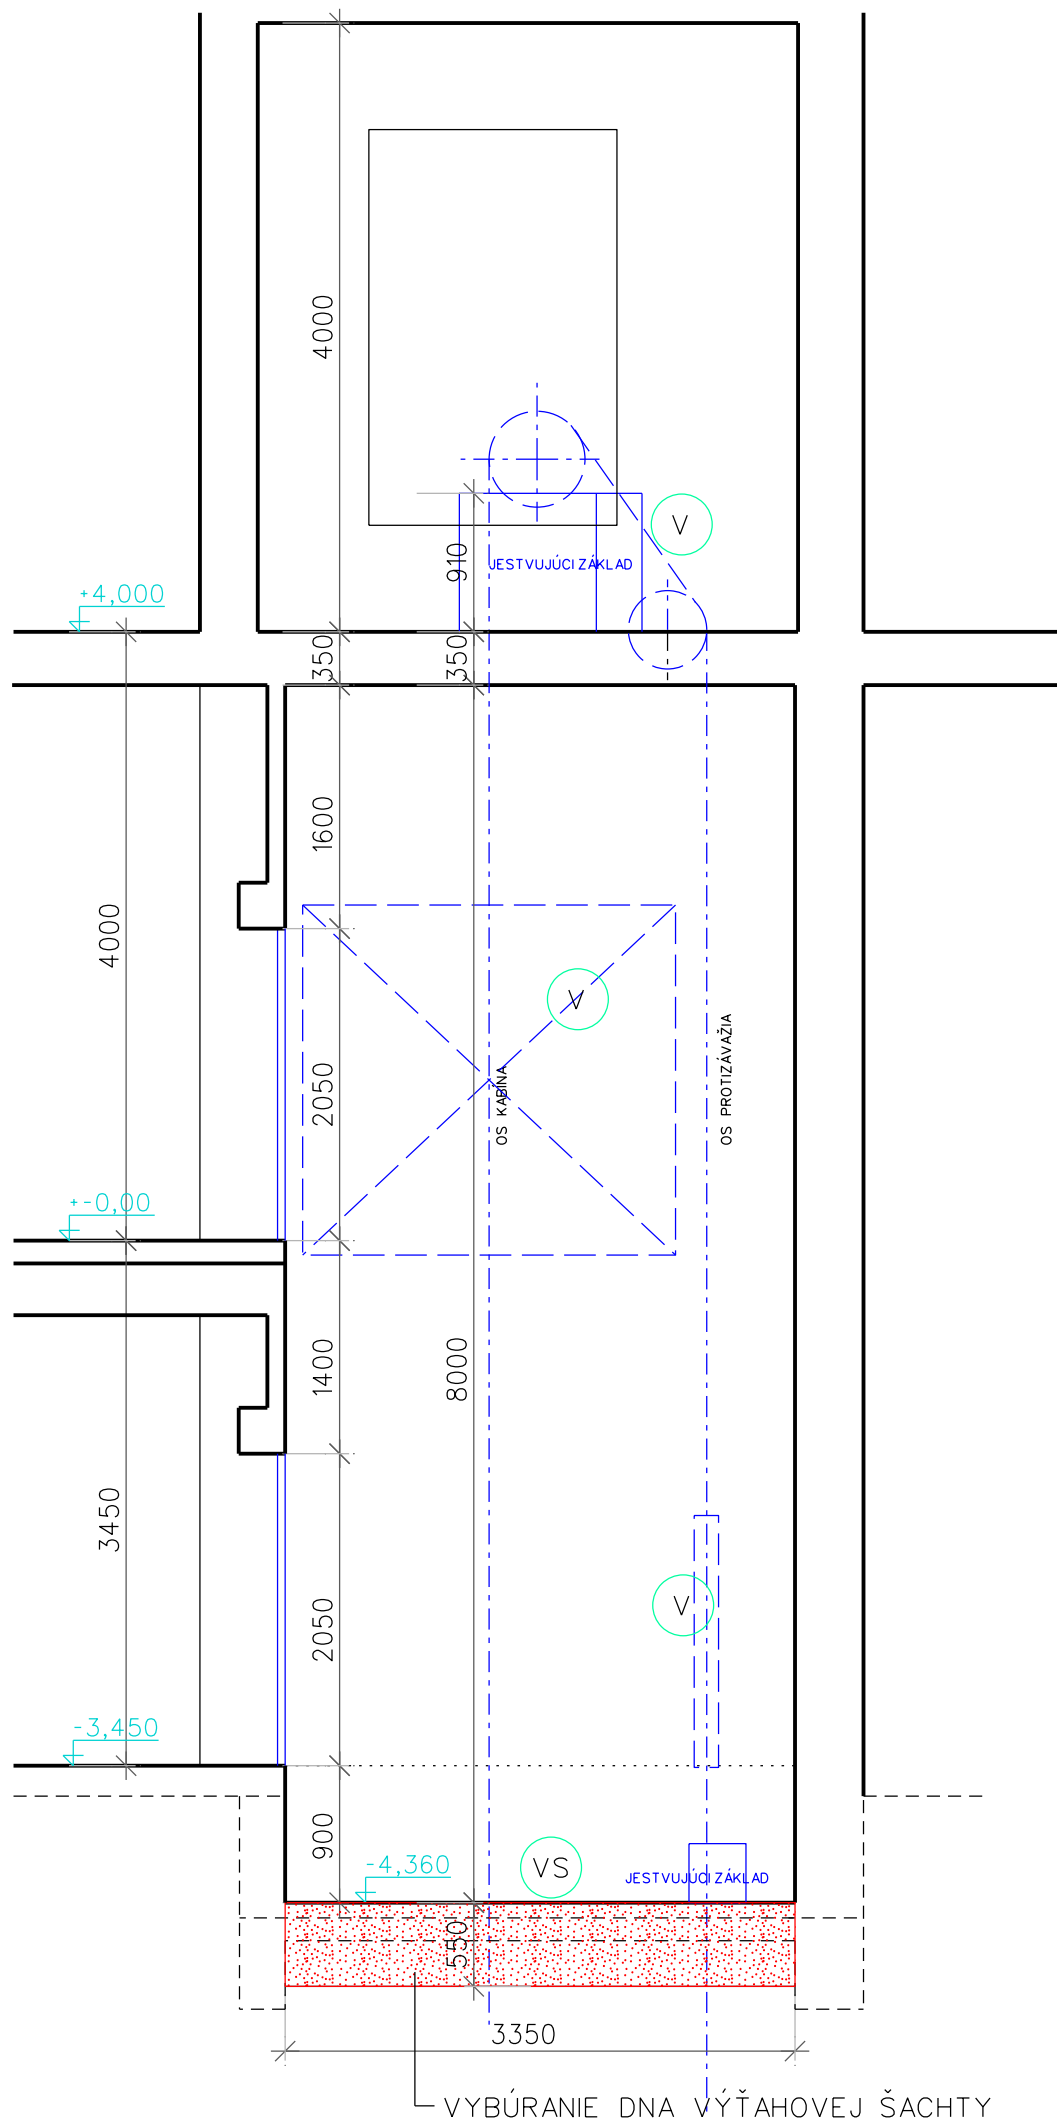 4000
910
JESTVUJÚCI ZÁKLAD
V
+4,000
350
350
1600
4000
V
2050
OS KABÍNA
OS PROTIZÁVAŽIA
+-0,00
1400
8000
3450
2050
V
-3,450
900
-4,360
VS
JESTVUJÚCI ZÁKLAD
550
3350
VYBÚRANIE DNA VÝŤAHOVEJ ŠACHTY